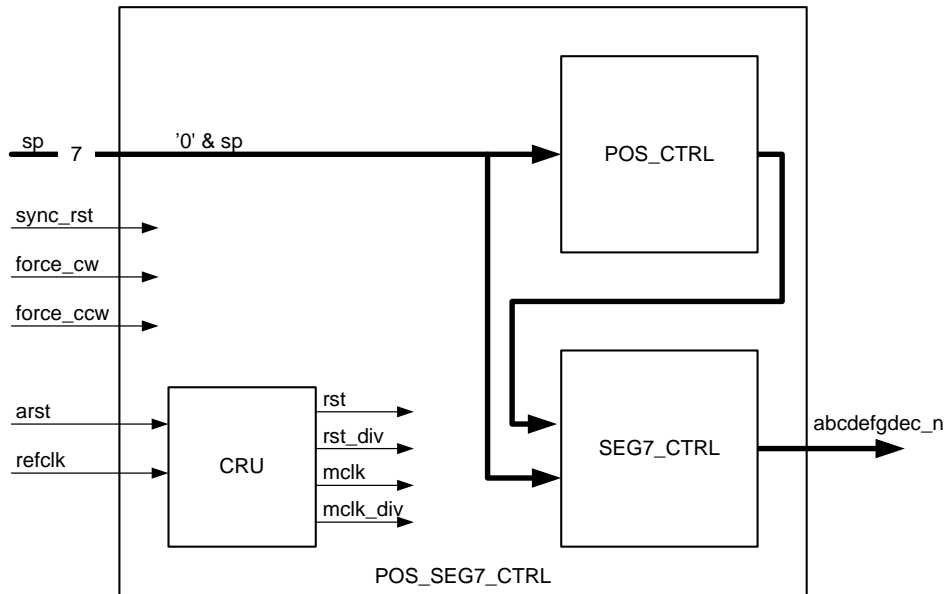 sp
7
'0' & sp
POS_CTRL
sync_rst
force_cw
force_ccw
arst
refclk
CRU
rst
rst_div
mclk
mclk_div
SEG7_CTRL
abcdefgdec_n
POS_SEG7_CTRL